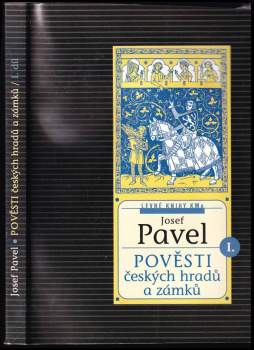 Josef Pavel • POVĚSTI českých hradů a zámků / I. díl
LEVNÉ KNIHY KMa
Josef
Pavel
I.
POVĚSTI
českých hradů
a zámků